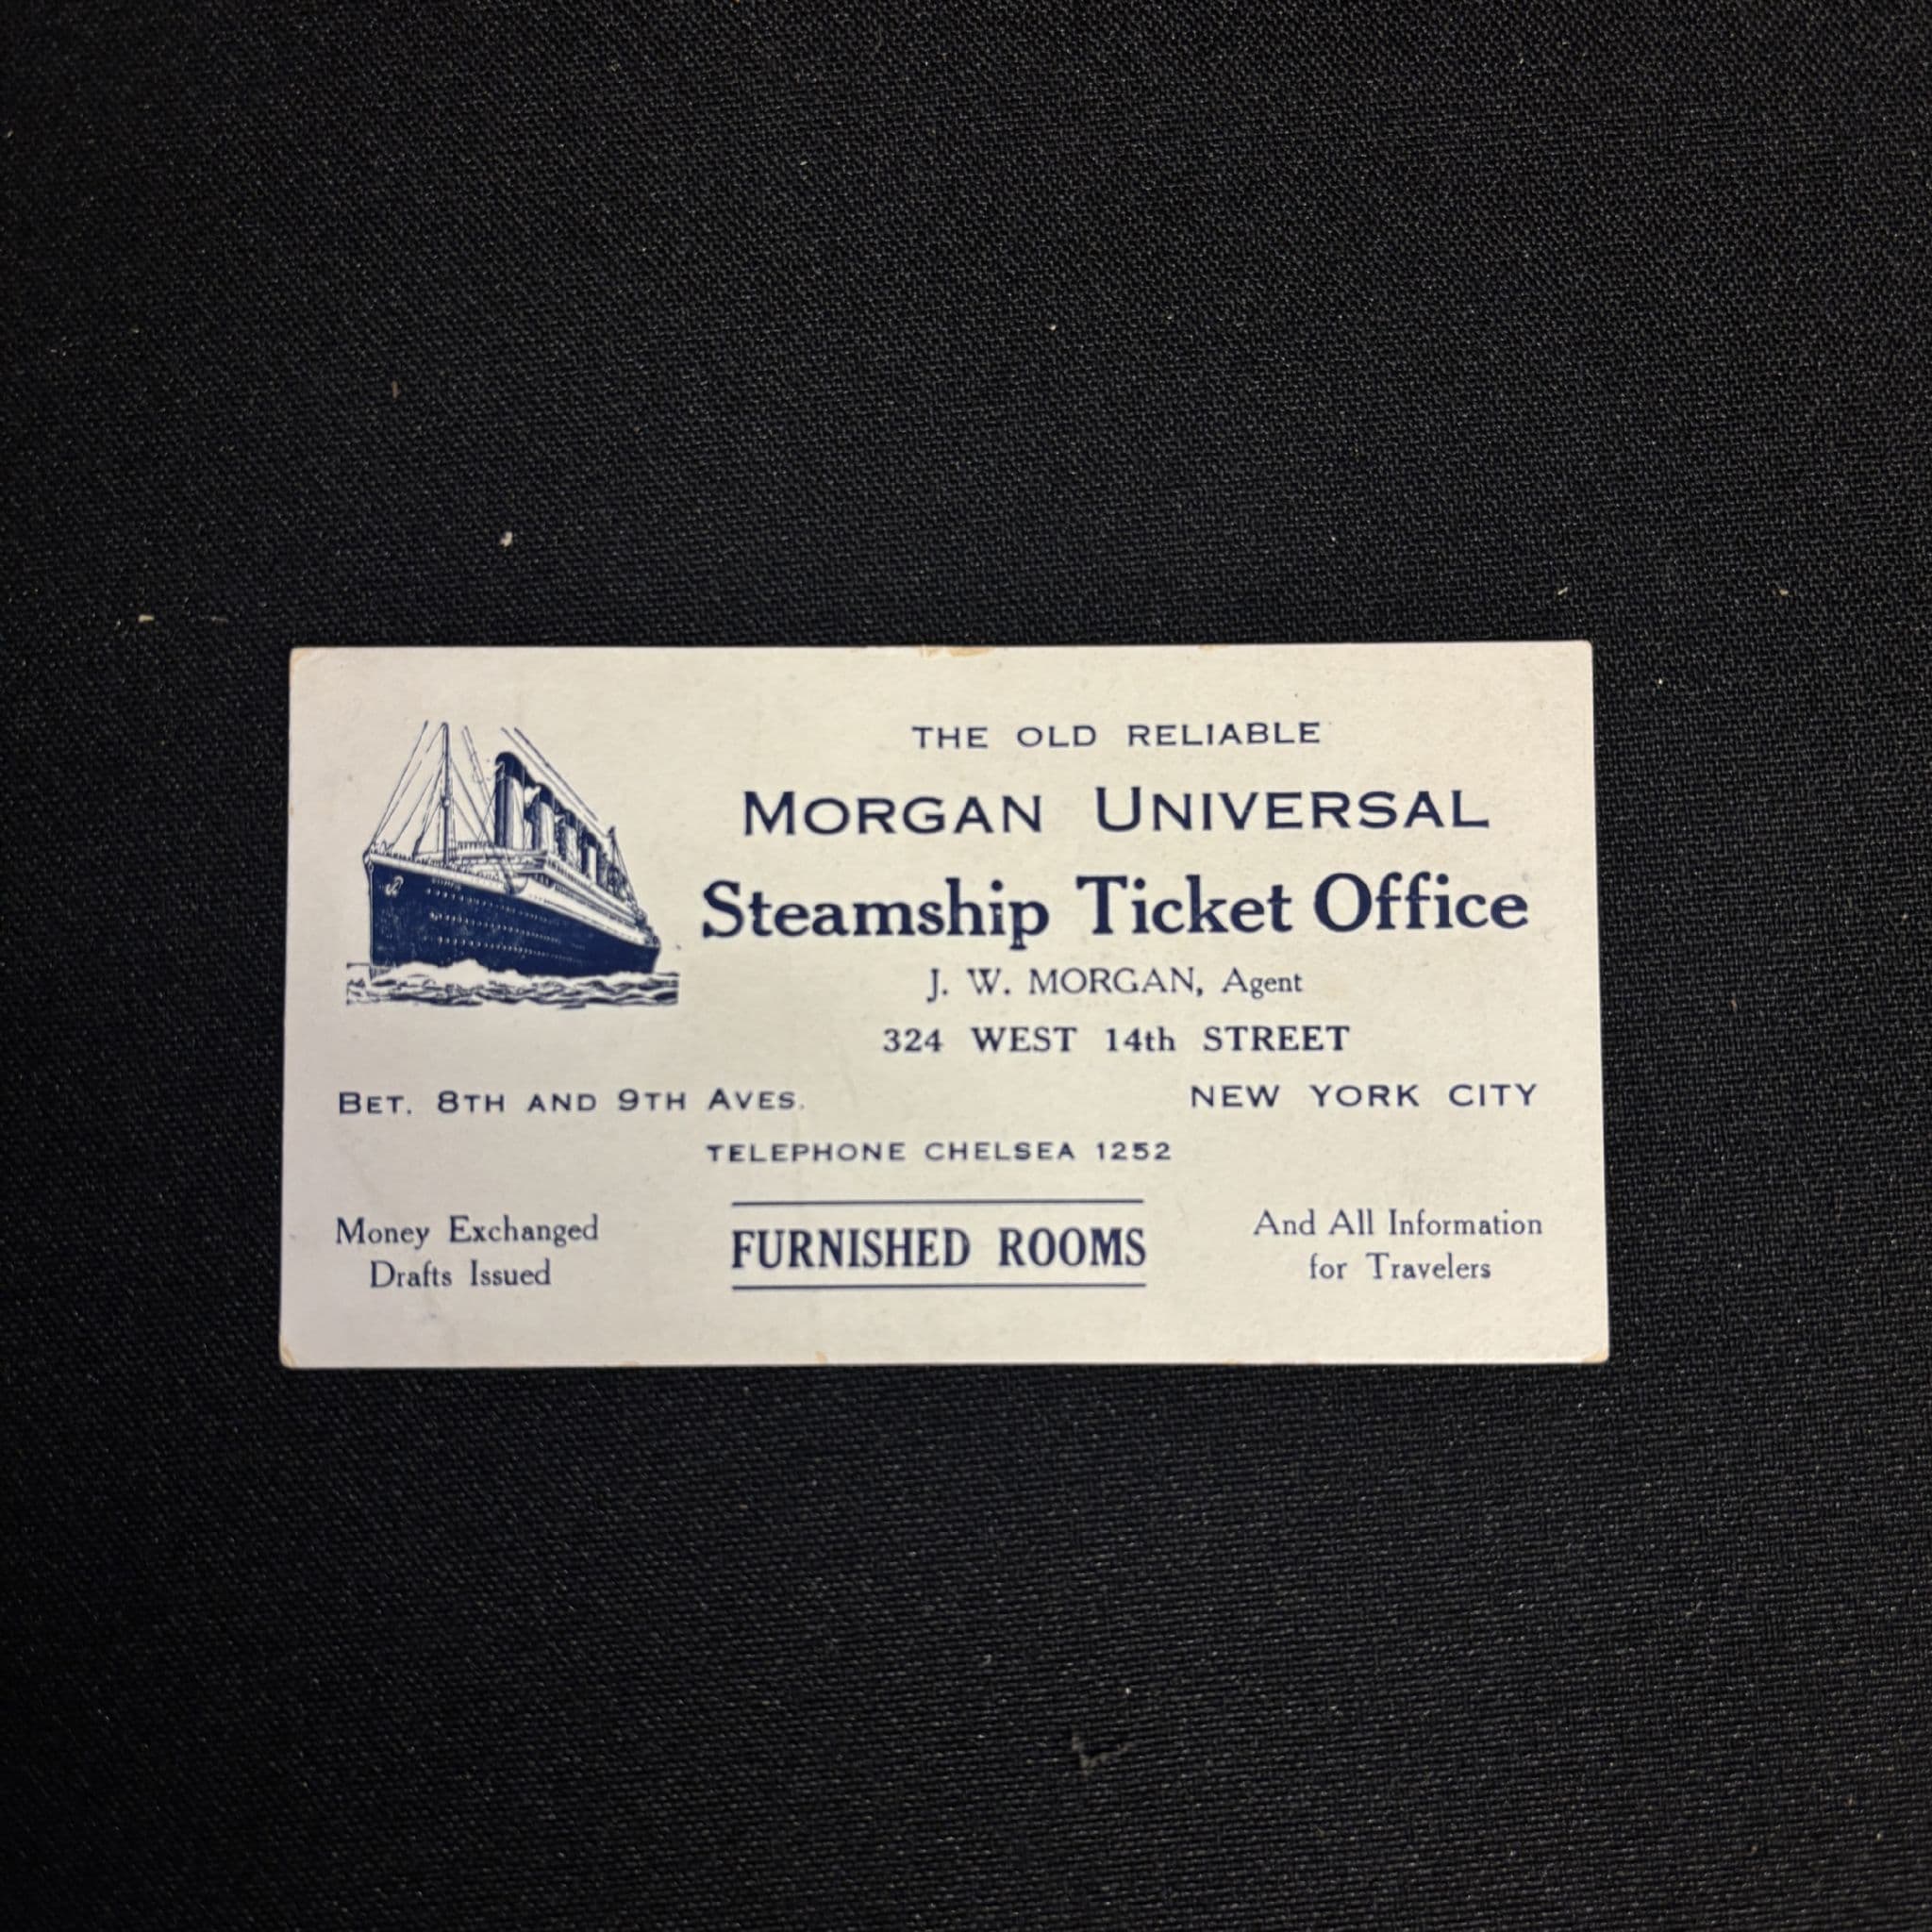 THE OLD RELIABLE
MORGAN UNIVERSAL
Steamship Ticket Office
J. W. MORGAN, Agent
324 WEST 14th STREET
BET. 8TH AND 9TH AVES.
NEW YORK CITY
TELEPHONE CHELSEA 1252
Money Exchanged
Drafts Issued
FURNISHED ROOMS
And All Information
for Travelers